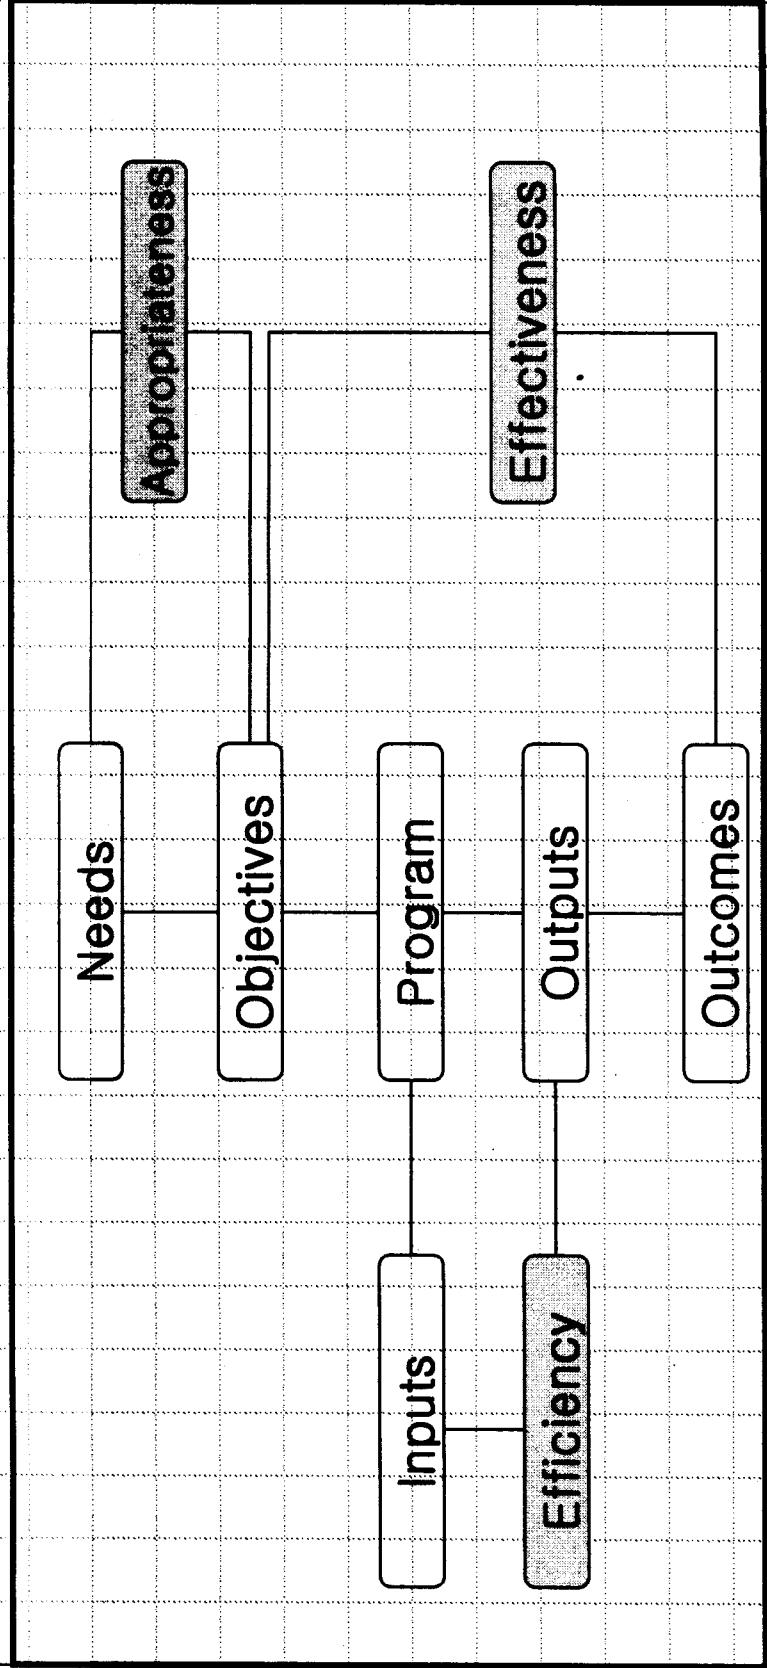 Needs
Appropriateness
Objectives
Inputs
Program
Efficiency
Outputs
Effectiveness
Outcomes